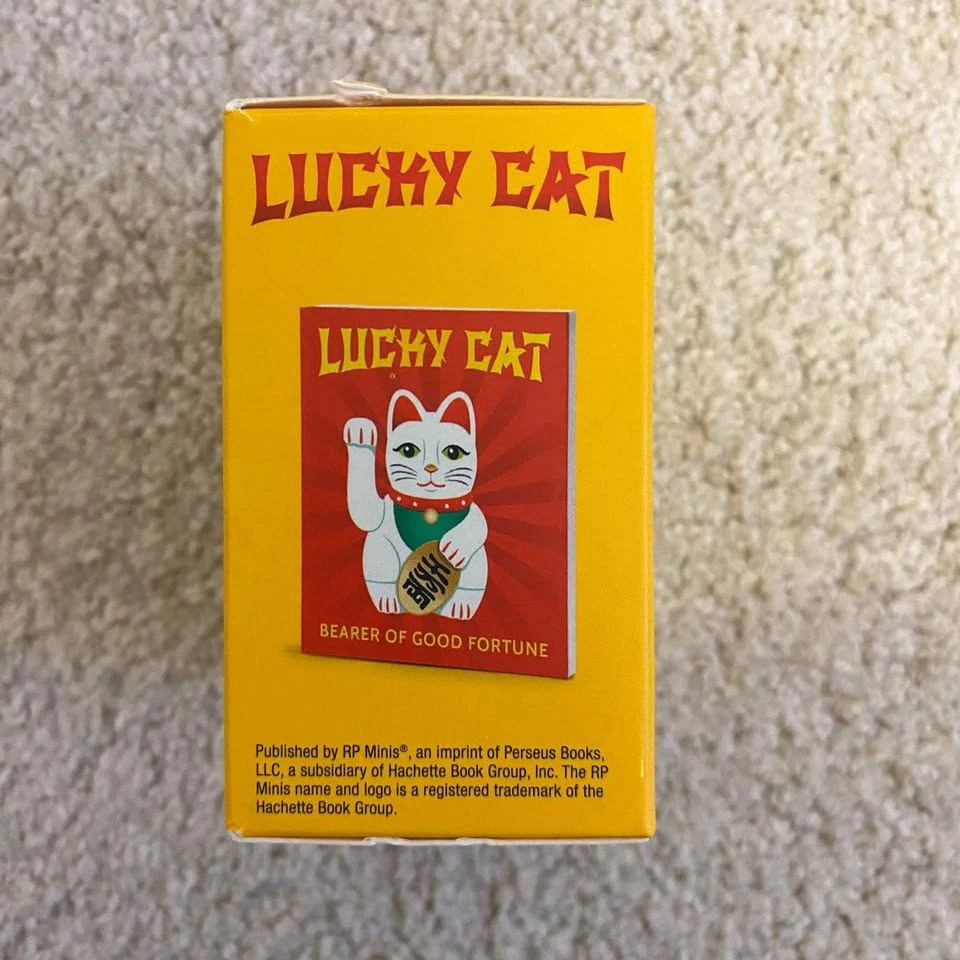 LUCKY CAT
LUCKY CAT
BEARER OF GOOD FORTUNE
Published by RP Minis®, an imprint of Perseus Books,
LLC, a subsidiary of Hachette Book Group, Inc. The RP
Minis name and logo is a registered trademark of the
Hachette Book Group.